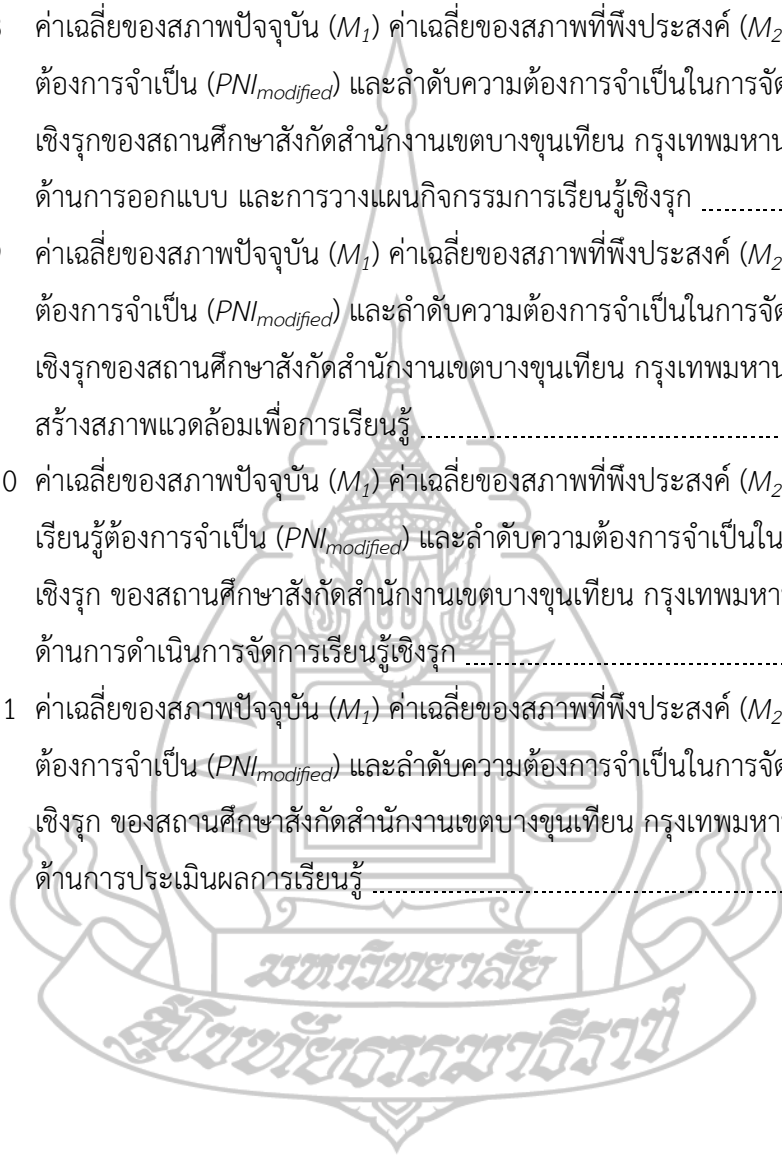 ค่าเฉลี่ยของสภาพปัจจุบัน (M₁) ค่าเฉลี่ยของสภาพที่พึงประสงค์ (M₂
ต้องการจำเป็น (PNI_modified) และลำดับความต้องการจำเป็นในการจัด
เชิงรุกของสถานศึกษาสังกัดสำนักงานเขตบางขุนเทียน กรุงเทพมหาน
ด้านการออกแบบ และการวางแผนกิจกรรมการเรียนรู้เชิงรุก
ค่าเฉลี่ยของสภาพปัจจุบัน (M₁) ค่าเฉลี่ยของสภาพที่พึงประสงค์ (M₂
ต้องการจำเป็น (PNI_modified) และลำดับความต้องการจำเป็นในการจัด
เชิงรุกของสถานศึกษาสังกัดสำนักงานเขตบางขุนเทียน กรุงเทพมหาน
สร้างสภาพแวดล้อมเพื่อการเรียนรู้
0 ค่าเฉลี่ยของสภาพปัจจุบัน (M₁) ค่าเฉลี่ยของสภาพที่พึงประสงค์ (M₂
เรียนรู้ต้องการจำเป็น (PNI_modified) และลำดับความต้องการจำเป็นใน
เชิงรุก ของสถานศึกษาสังกัดสำนักงานเขตบางขุนเทียน กรุงเทพมหา
ด้านการดำเนินการจัดการเรียนรู้เชิงรุก
1 ค่าเฉลี่ยของสภาพปัจจุบัน (M₁) ค่าเฉลี่ยของสภาพที่พึงประสงค์ (M₂
ต้องการจำเป็น (PNI_modified) และลำดับความต้องการจำเป็นในการจัด
เชิงรุก ของสถานศึกษาสังกัดสำนักงานเขตบางขุนเทียน กรุงเทพมหา
ด้านการประเมินผลการเรียนรู้
มหาวิทยาลัย
สุโขทัยธรรมาธิราช